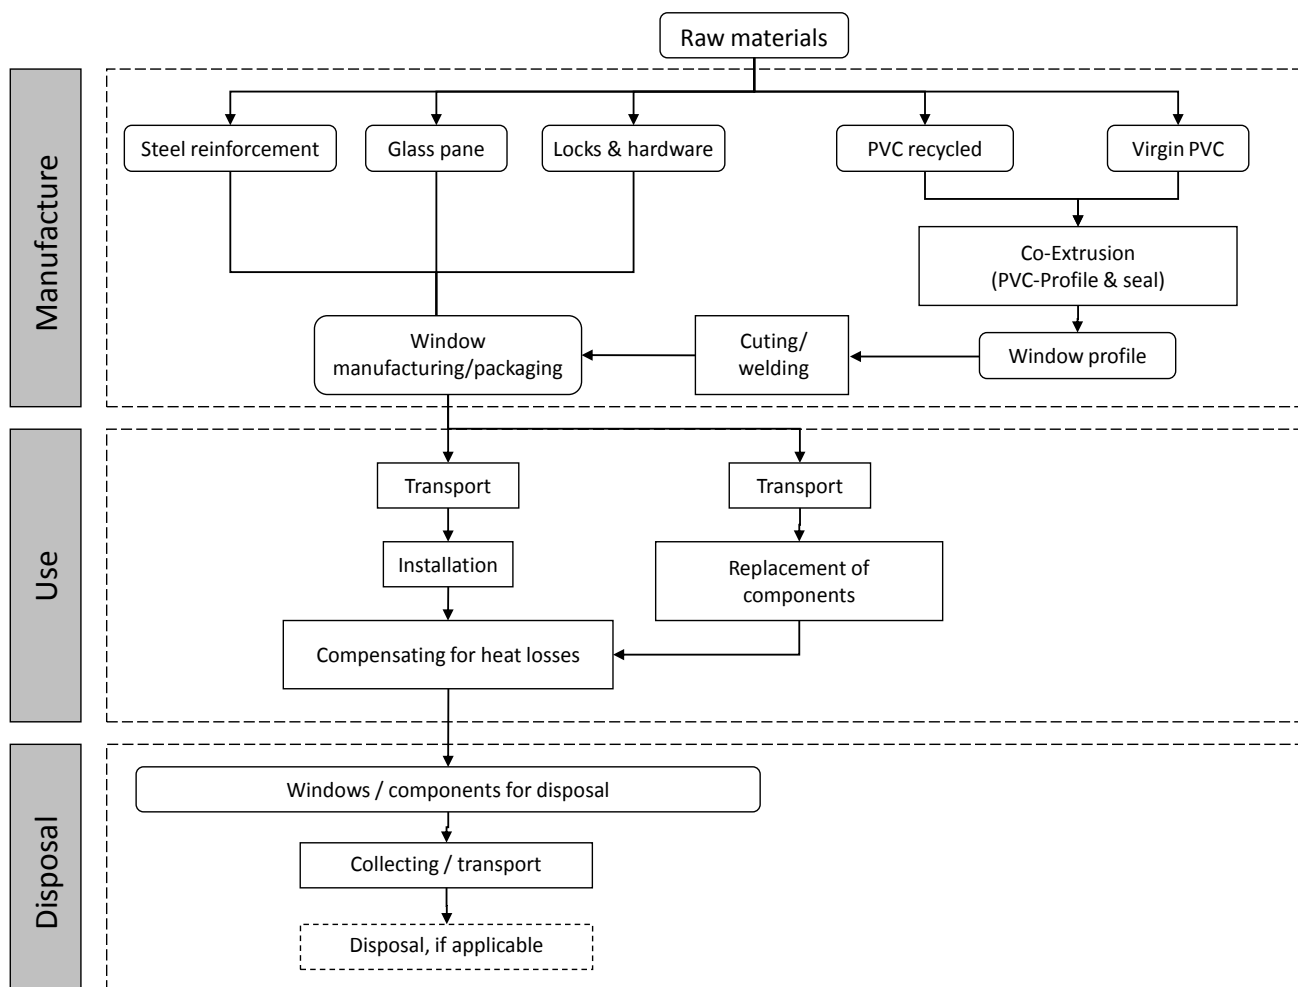 Raw materials
Manufacture
Steel reinforcement
Glass pane
Locks & hardware
PVC recycled
Virgin PVC
Co-Extrusion
(PVC-Profile & seal)
Window
manufacturing/packaging
Cuting/
welding
Window profile
Use
Transport
Transport
Installation
Replacement of
components
Compensating for heat losses
Disposal
Windows / components for disposal
Collecting / transport
Disposal, if applicable